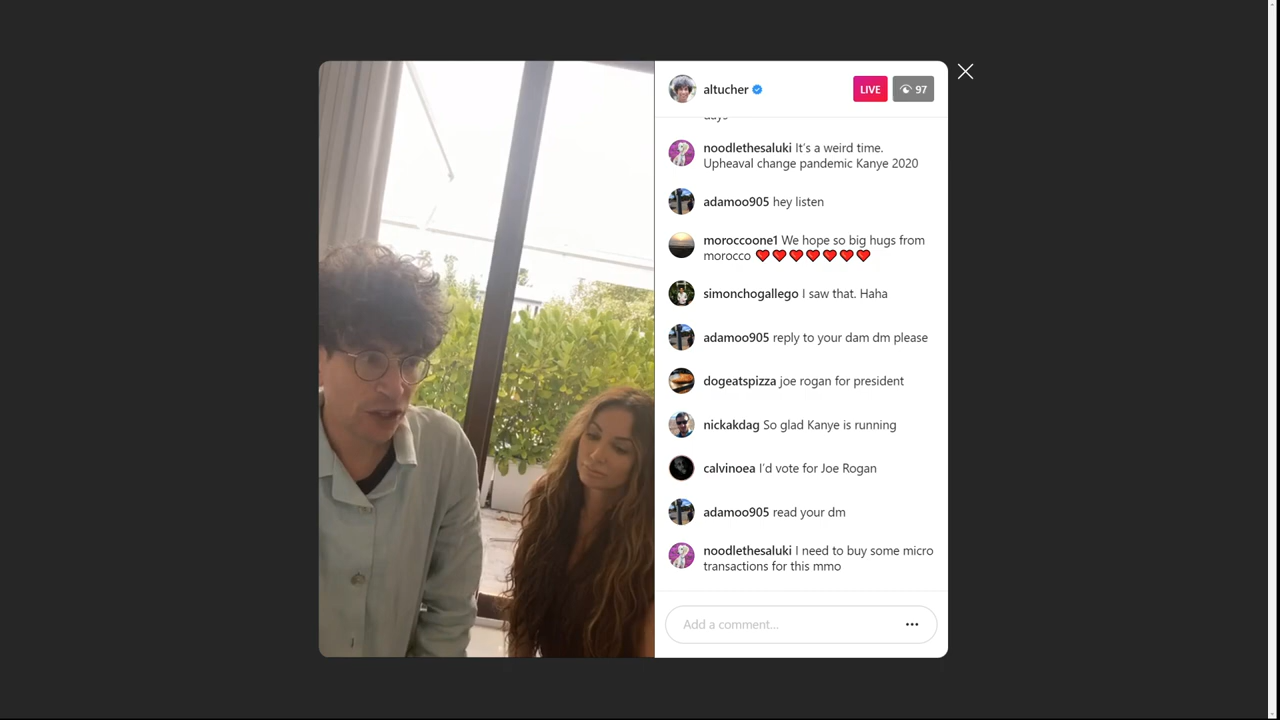 altucher
LIVE
97
days
noodlethesaluki It's a weird time.
Upheaval change pandemic Kanye 2020
adamoo905 hey listen
moroccoone1 We hope so big hugs from
morocco ❤❤❤❤❤❤❤
simonchogallego I saw that. Haha
adamoo905 reply to your dam dm please
dogeatspizza joe rogan for president
nickakdag So glad Kanye is running
calvinoea I'd vote for Joe Rogan
adamoo905 read your dm
noodlethesaluki I need to buy some micro
transactions for this mmo
Add a comment...